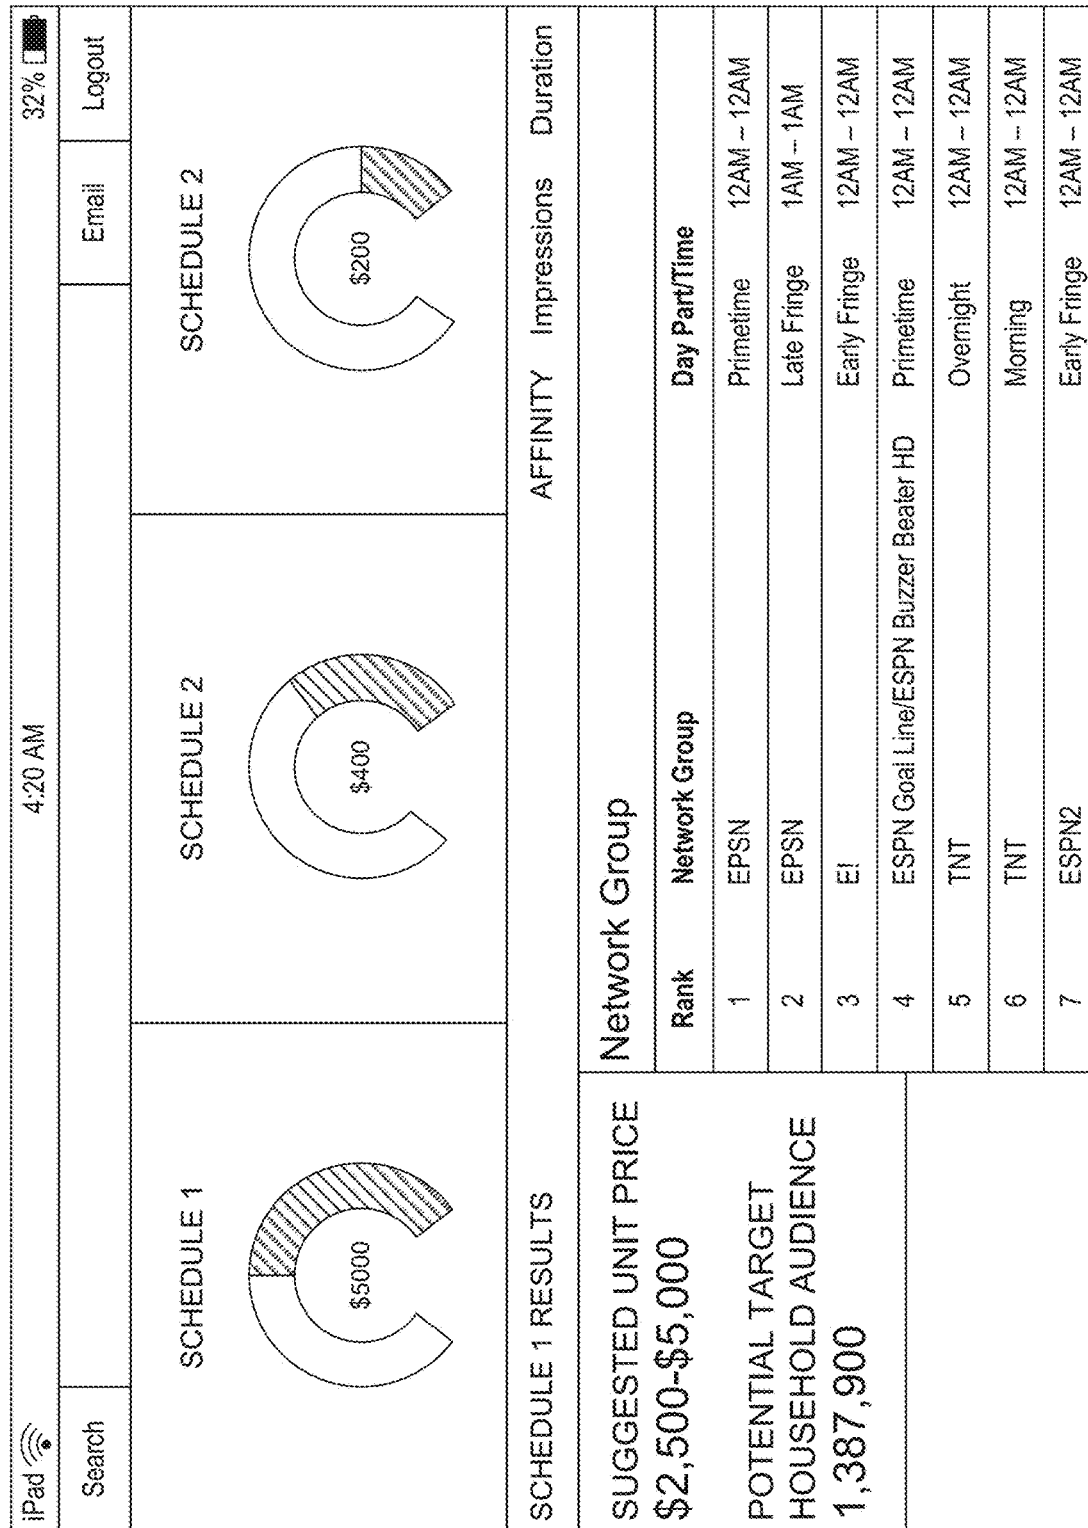 iPad 4:20 AM 32%
Search Email Logout
SCHEDULE 1 SCHEDULE 2 SCHEDULE 2
$5000 $400 $200
SCHEDULE 1 RESULTS AFFINITY Impressions Duration
SUGGESTED UNIT PRICE
$2,500-$5,000
POTENTIAL TARGET
HOUSEHOLD AUDIENCE
1,387,900
Network Group
Rank Network Group Day Part/Time
1 EPSN Primetime 12AM – 12AM
2 EPSN Late Fringe 1AM – 1AM
3 E! Early Fringe 12AM – 12AM
4 ESPN Goal Line/ESPN Buzzer Beater HD Primetime 12AM – 12AM
5 TNT Overnight 12AM – 12AM
6 TNT Morning 12AM – 12AM
7 ESPN2 Early Fringe 12AM – 12AM